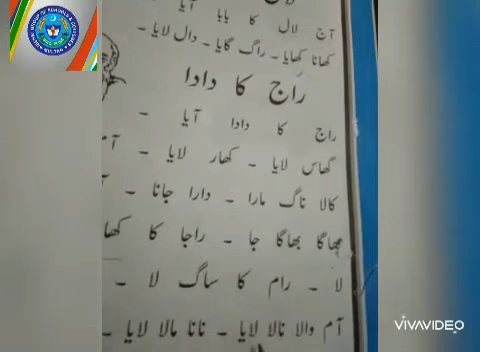 آج لال کا بابا آیا
کھانا کھایا ۔ راگ گایا ۔ دال لایا ۔
راج کا دادا
راج کا دادا آیا ۔
گھاس لایا ۔ کھار لایا ۔
کالا ناگ مارا ۔ دارا جانا ۔
بھاگا بھاگا جا ۔ راجا کا کھا
لا ۔ رام کا ساگ لا ۔
آم والا نالا لایا ۔ نانا مالا لایا ۔
VIVAVIDEO